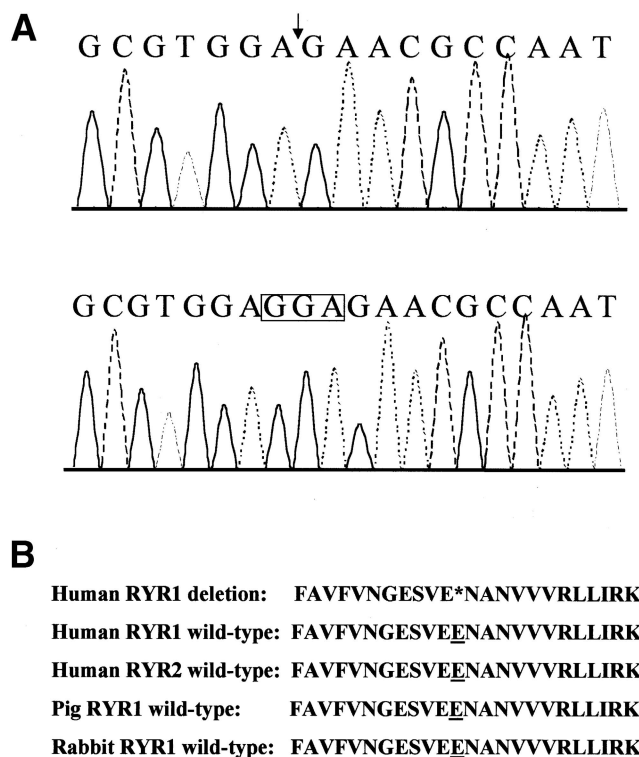 A
G C G T G G A G A A C G C C A A T
G C G T G G A G G A G A A C G C C A A T
B
Human RYR1 deletion: FAVFVNGESVE*NANVVVRLLIRK
Human RYR1 wild-type: FAVFVNGESVEENANVVVRLLIRK
Human RYR2 wild-type: FAVFVNGESVEENANVVVRLLIRK
Pig RYR1 wild-type: FAVFVNGESVEENANVVVRLLIRK
Rabbit RYR1 wild-type: FAVFVNGESVEENANVVVRLLIRK